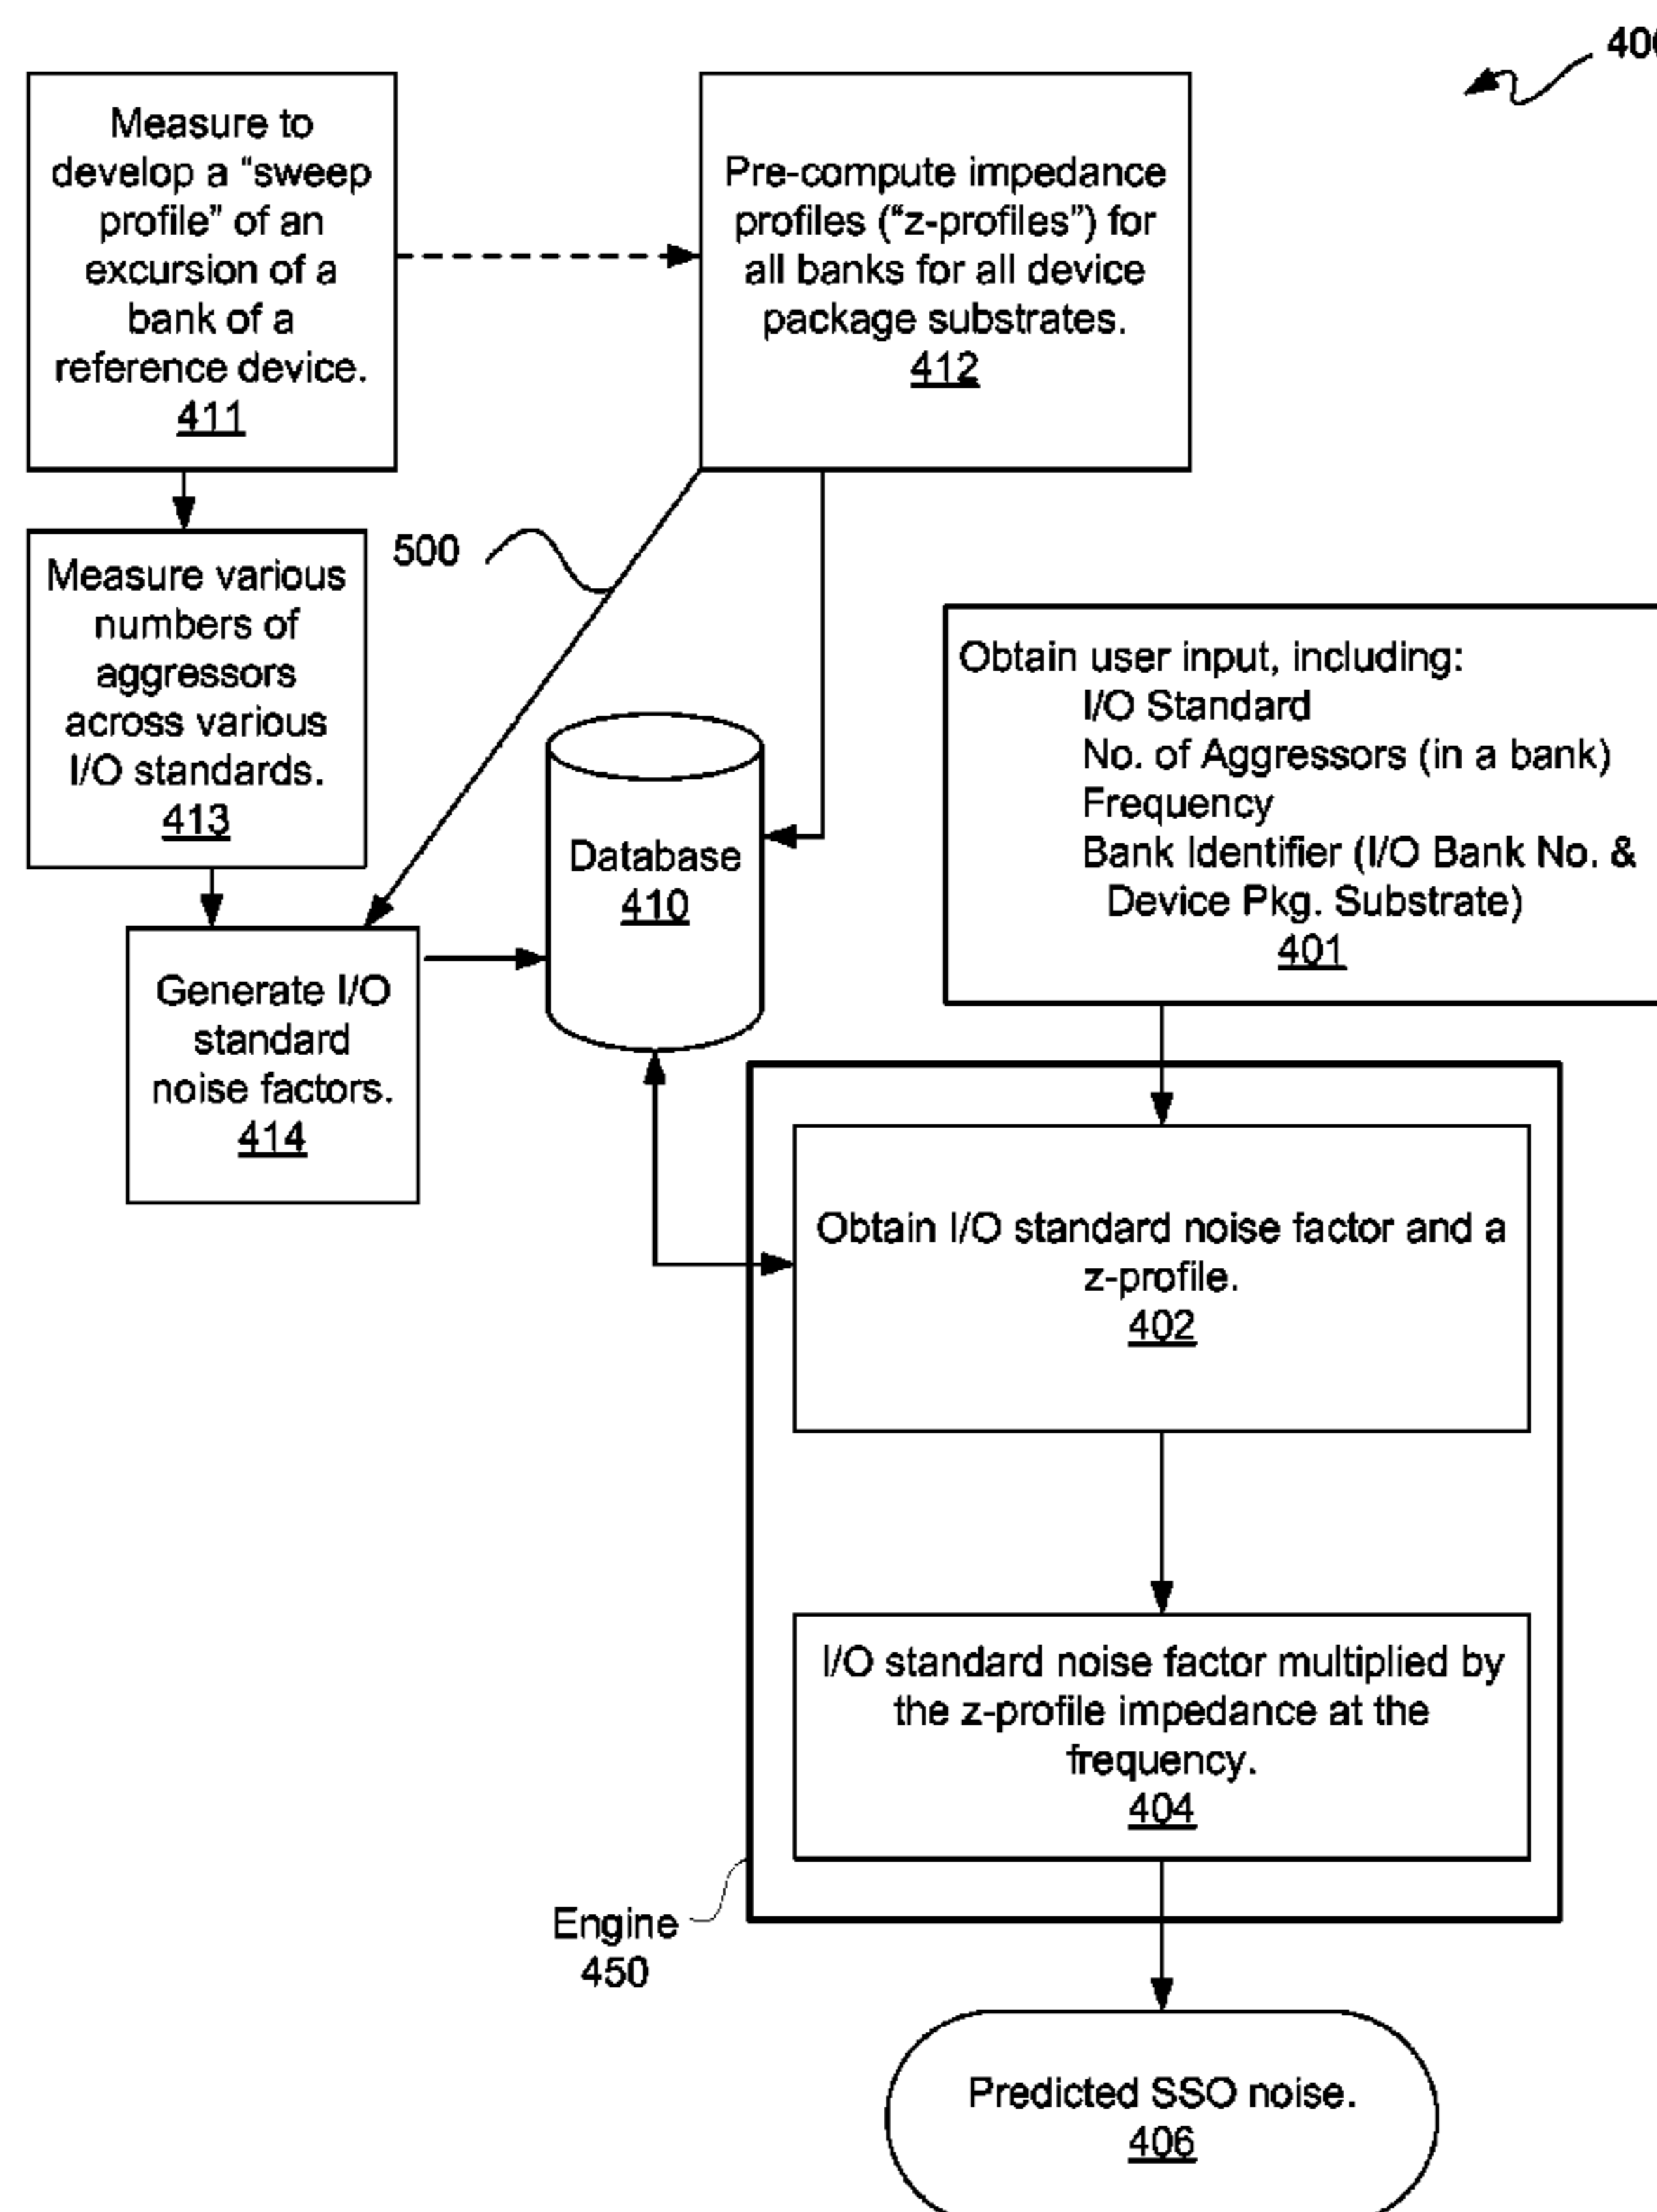 400
Measure to
develop a “sweep
profile” of an
excursion of a
bank of a
reference device.
411
Pre-compute impedance
profiles (“z-profiles”) for
all banks for all device
package substrates.
412
500
Measure various
numbers of
aggressors
across various
I/O standards.
413
Obtain user input, including:
I/O Standard
No. of Aggressors (in a bank)
Frequency
Bank Identifier (I/O Bank No. &
Device Pkg. Substrate)
401
Database
410
Generate I/O
standard
noise factors.
414
Obtain I/O standard noise factor and a
z-profile.
402
I/O standard noise factor multiplied by
the z-profile impedance at the
frequency.
404
Engine
450
Predicted SSO noise.
406